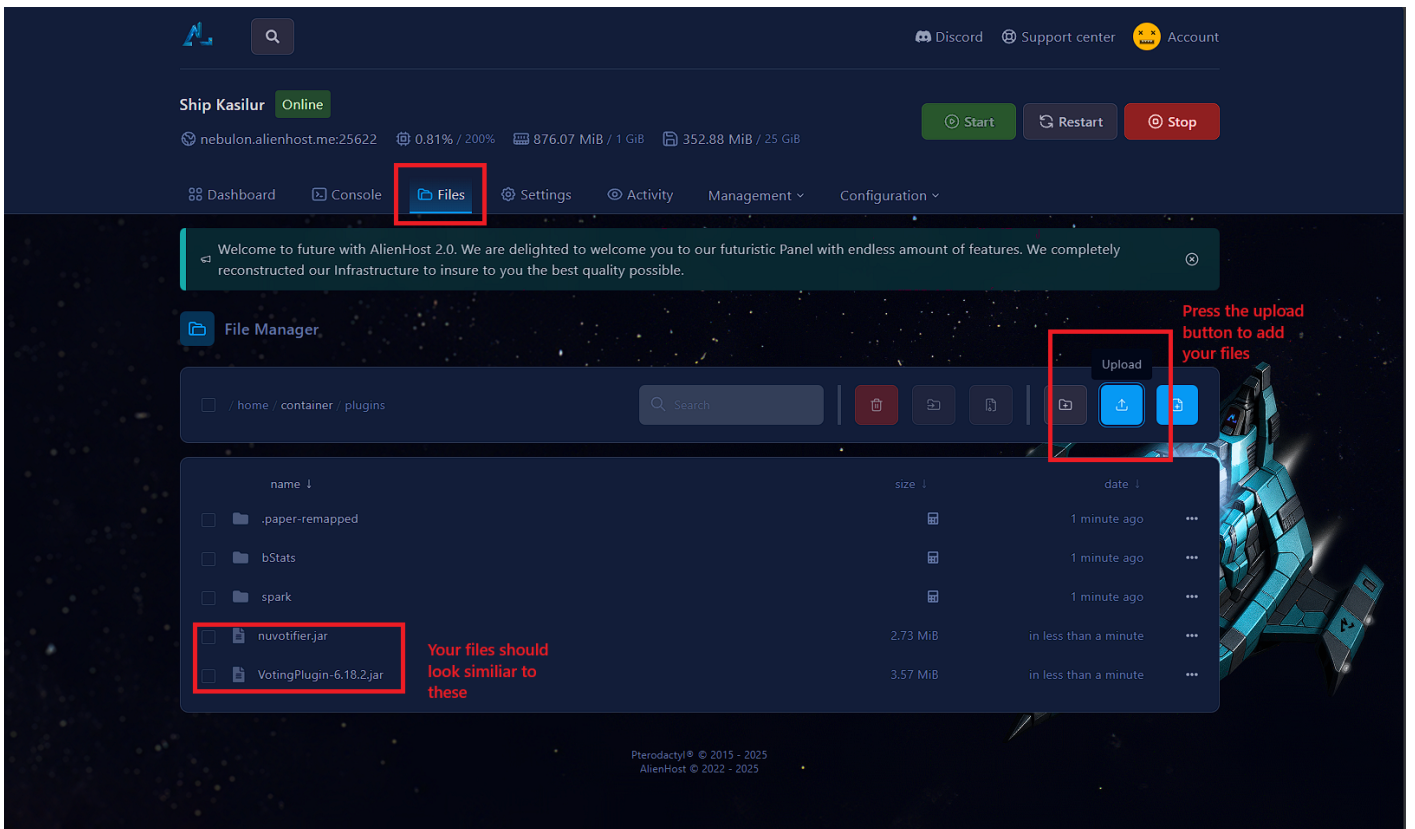 Discord Support center Account
Ship Kasilur Online
Start Restart Stop
nebulon.alienhost.me:25622 0.81% / 200% 876.07 MiB / 1 GiB 352.88 MiB / 25 GiB
Dashboard Console Files Settings Activity Management Configuration
Welcome to future with AlienHost 2.0. We are delighted to welcome you to our futuristic Panel with endless amount of features. We completely
reconstructed our Infrastructure to insure to you the best quality possible.
Press the upload
button to add
your files
File Manager
Upload
/ home / container / plugins Search
name ↓ size ↓ date ↓
.paper-remapped 1 minute ago
bStats 1 minute ago
spark 1 minute ago
nuvotifier.jar 2.73 MiB in less than a minute
VotingPlugin-6.18.2.jar 3.57 MiB in less than a minute
Your files should
look similiar to
these
Pterodactyl® © 2015 - 2025
AlienHost © 2022 - 2025